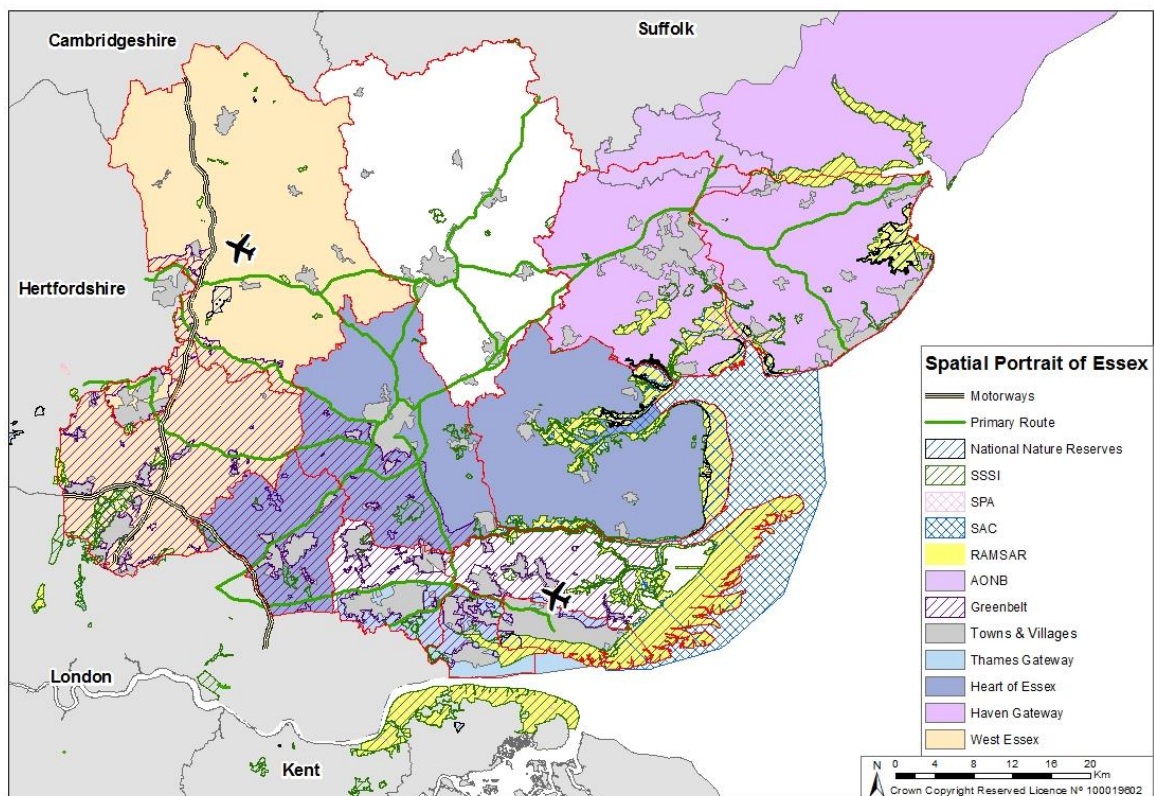 Cambridgeshire
Suffolk
Hertfordshire
London
Kent
Spatial Portrait of Essex
Motorways
Primary Route
National Nature Reserves
SSSI
SPA
SAC
RAMSAR
AONB
Greenbelt
Towns & Villages
Thames Gateway
Heart of Essex
Haven Gateway
West Essex
N
0 4 8 12 16 20
Km
Crown Copyright Reserved Licence Nº 100019602